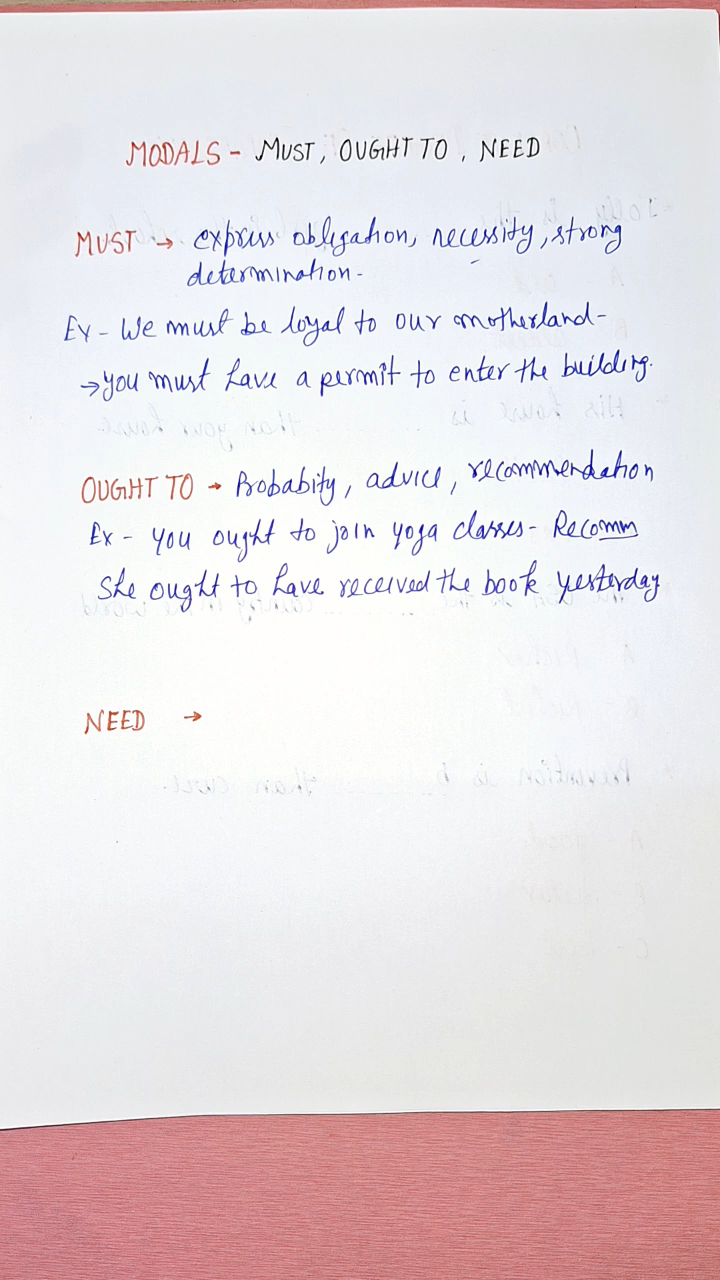 MODALS - MUST, OUGHT TO, NEED
MUST → express obligation, necessity, strong
determination-
Ex- We must be loyal to our motherland-
→ you must have a permit to enter the building.
OUGHT TO → Probabity, advice, recommendation
Ex - you ought to join yoga classes- Recomm
She ought to have received the book yesterday
NEED →